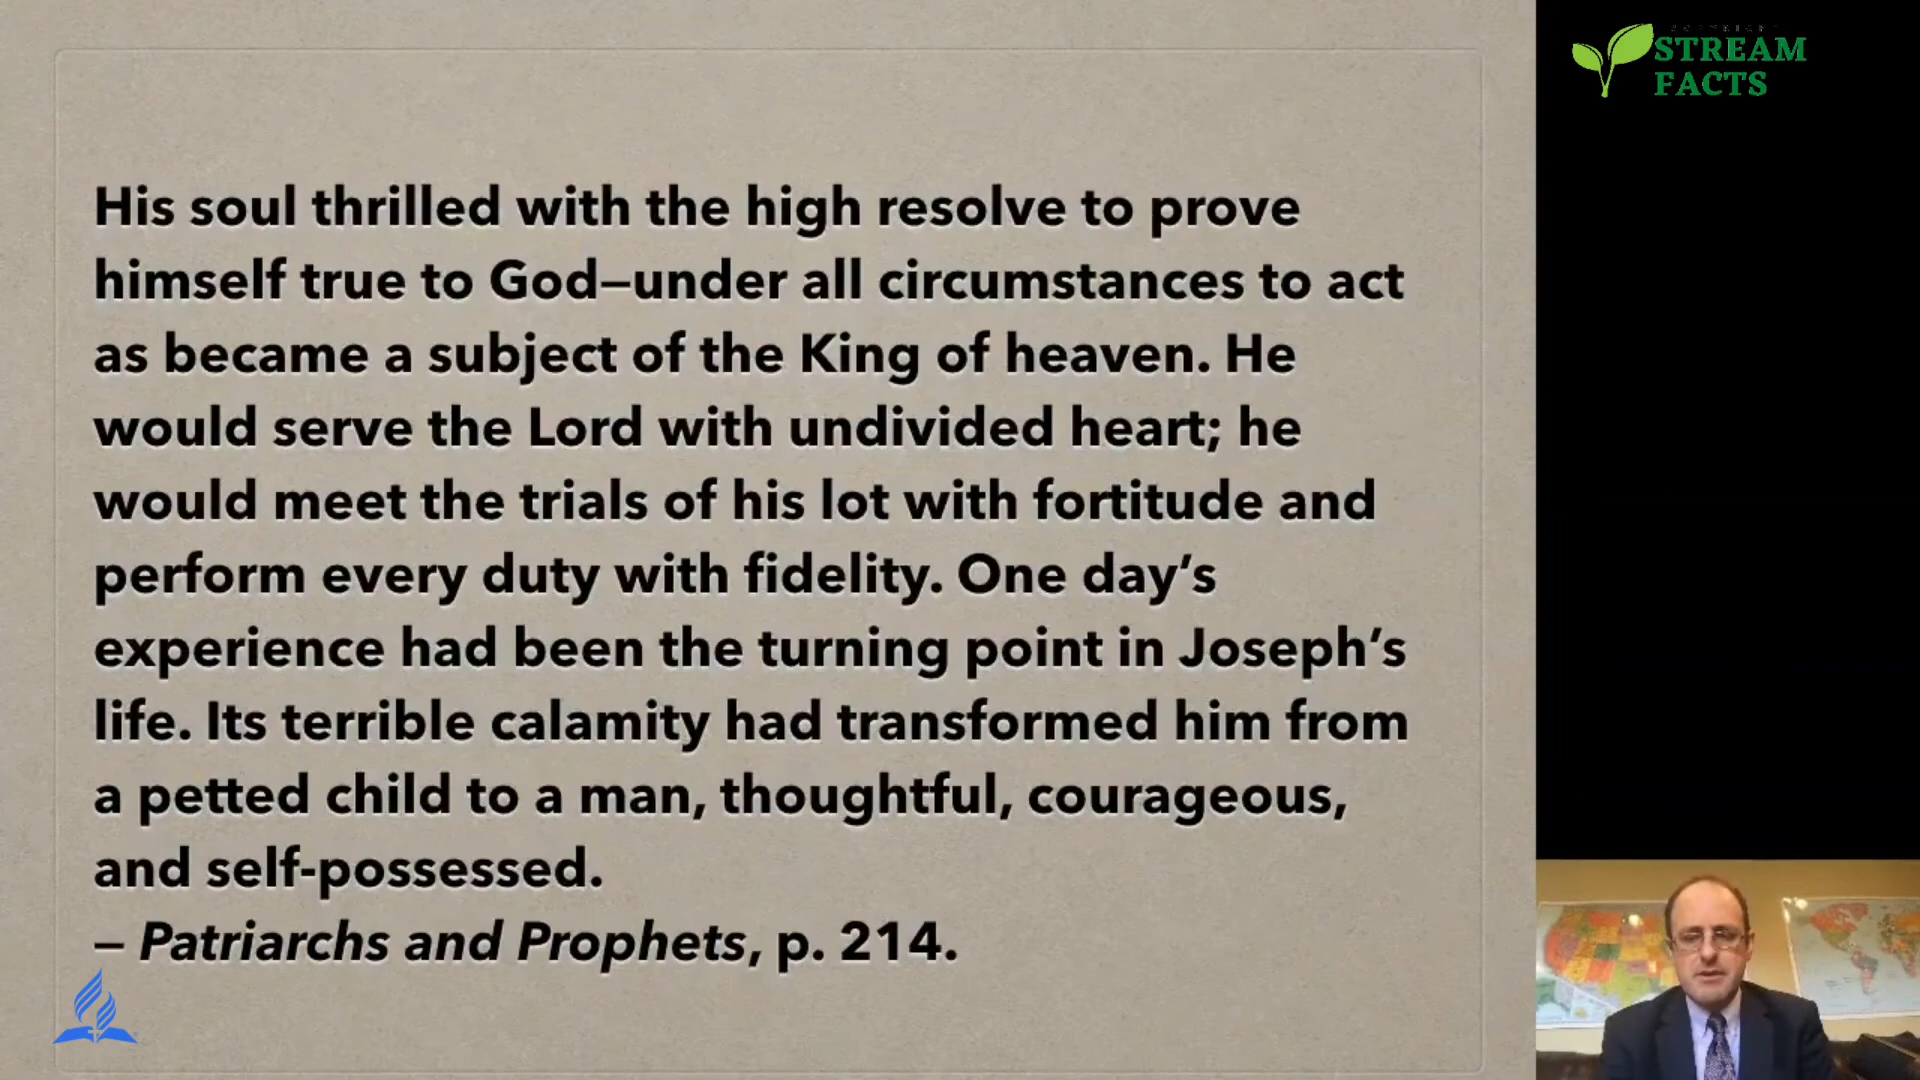 His soul thrilled with the high resolve to prove
himself true to God—under all circumstances to act
as became a subject of the King of heaven. He
would serve the Lord with undivided heart; he
would meet the trials of his lot with fortitude and
perform every duty with fidelity. One day’s
experience had been the turning point in Joseph’s
life. Its terrible calamity had transformed him from
a petted child to a man, thoughtful, courageous,
and self-possessed.
– Patriarchs and Prophets, p. 214.
STREAM
FACTS